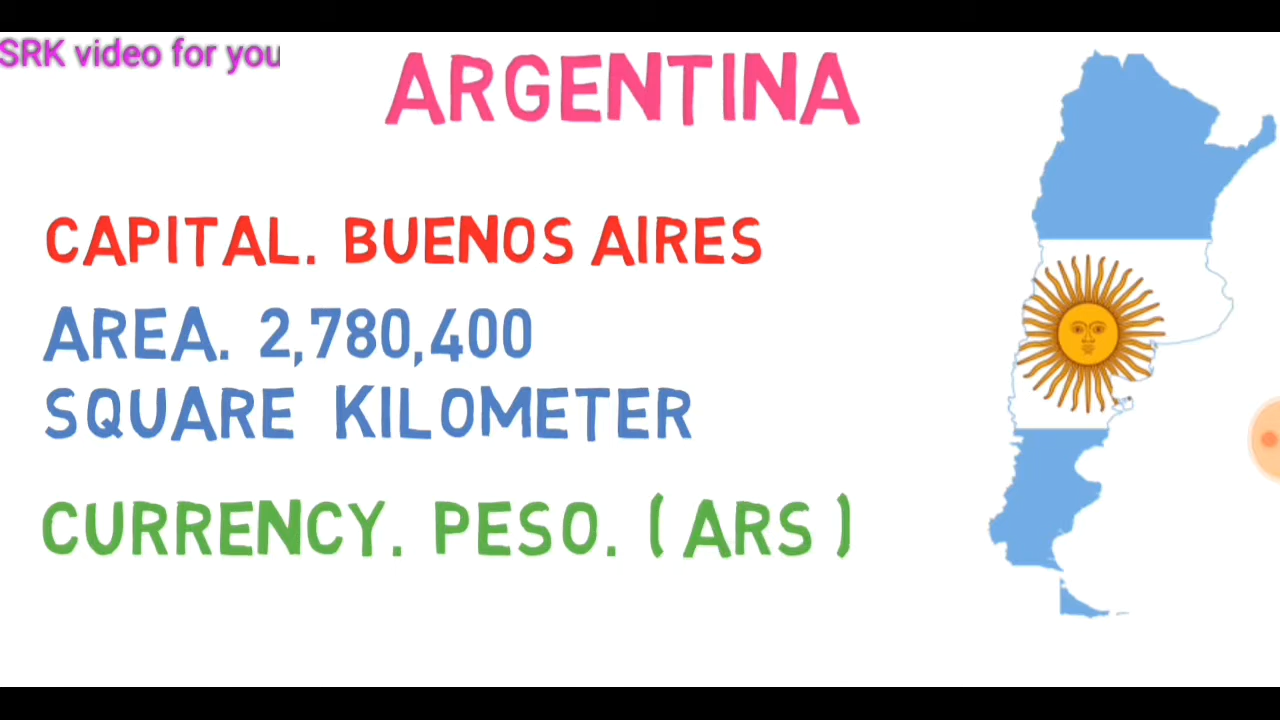 SRK video for you
ARGENTINA
CAPITAL. BUENOS AIRES
AREA. 2,780,400
SQUARE KILOMETER
CURRENCY. PESO. ( ARS )